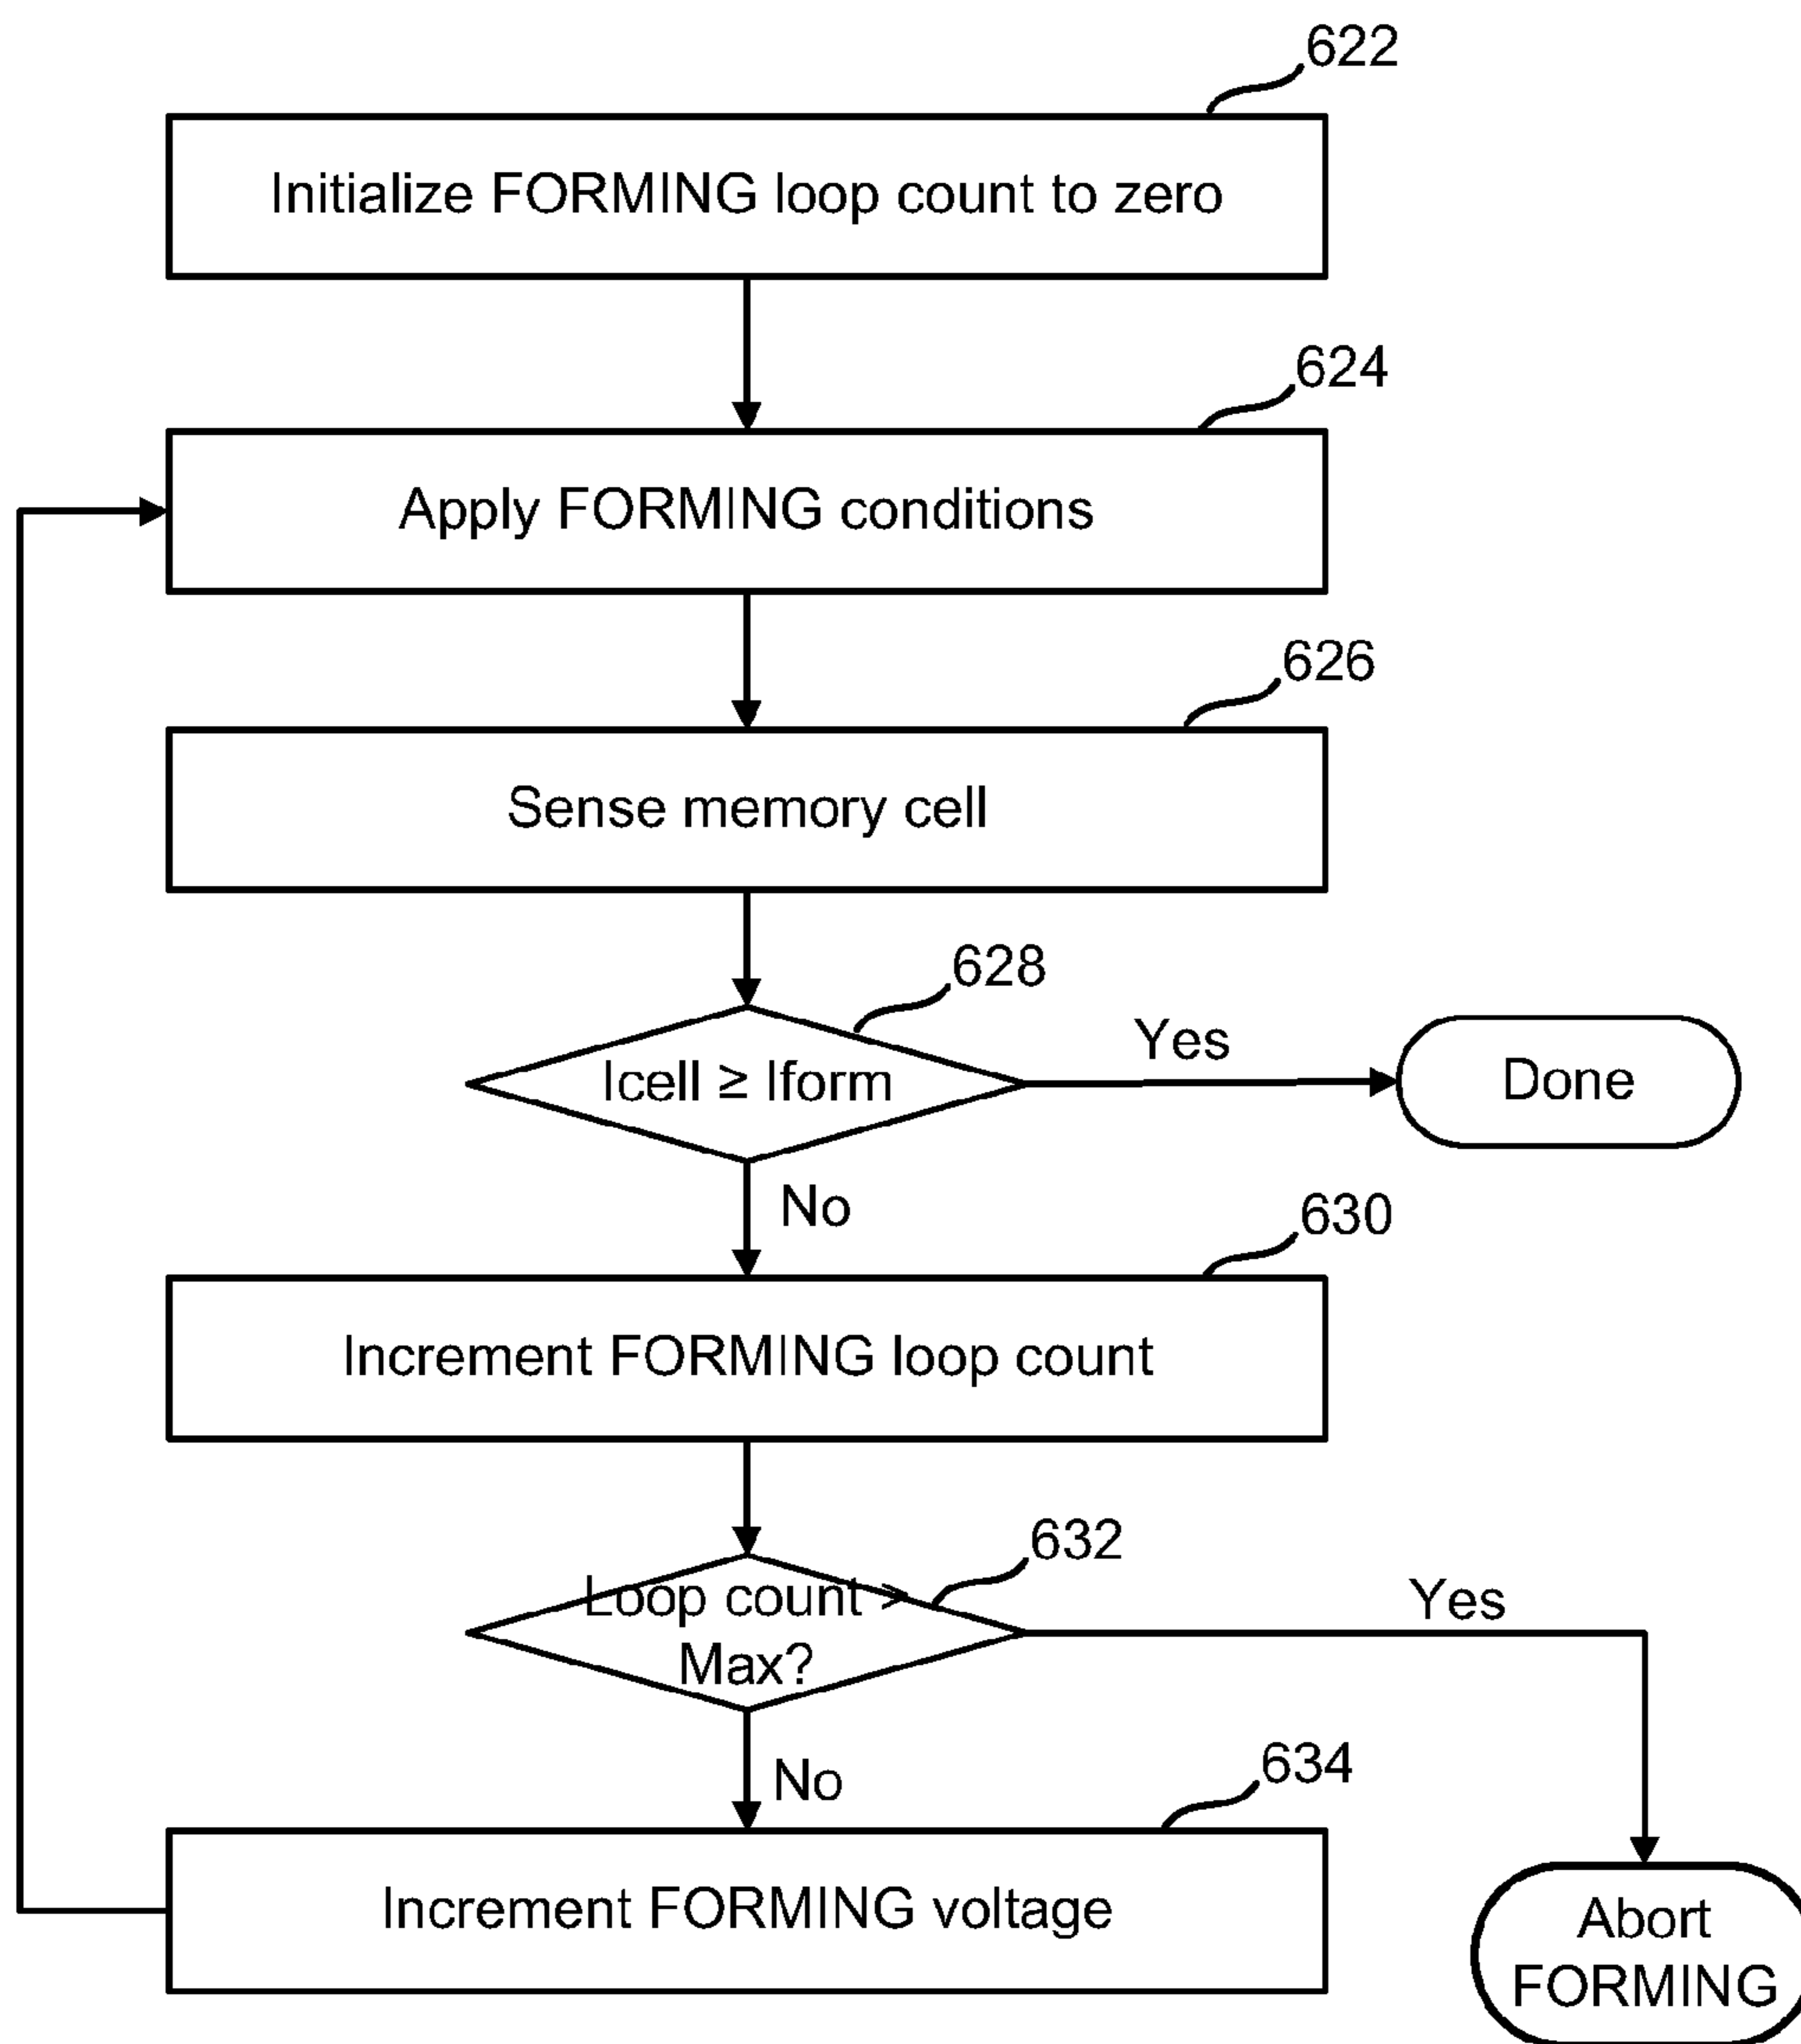 622
Initialize FORMING loop count to zero
624
Apply FORMING conditions
626
Sense memory cell
628
Icell ≥ Iform
Yes
Done
No
630
Increment FORMING loop count
632
Loop count >
Max?
Yes
No
634
Increment FORMING voltage
Abort
FORMING